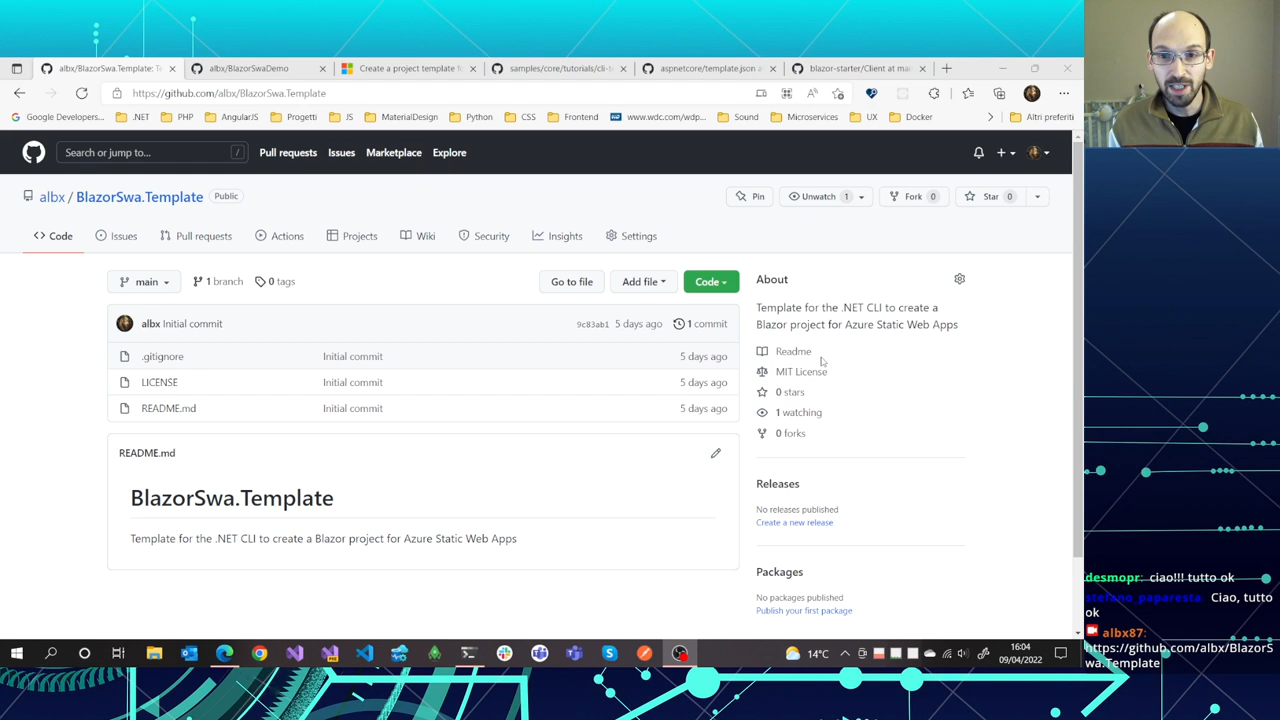 albx/BlazorSwa.Template: Te
albx/BlazorSwaDemo
Create a project template fo
samples/core/tutorials/cli-te
aspnetcore/template.json at
blazor-starter/Client at mai
https://github.com/albx/BlazorSwa.Template
Google Developers...
.NET
PHP
AngularJS
Progetti
JS
MaterialDesign
Python
CSS
Frontend
www.wdc.com/wdp...
Sound
Microservices
UX
Docker
Altri preferiti
Search or jump to...
/
Pull requests
Issues
Marketplace
Explore
albx / BlazorSwa.Template
Public
Pin
Unwatch 1
Fork 0
Star 0
Code
Issues
Pull requests
Actions
Projects
Wiki
Security
Insights
Settings
main
1 branch
0 tags
Go to file
Add file
Code
albx Initial commit
9c83ab1 5 days ago
1 commit
.gitignore Initial commit 5 days ago
LICENSE Initial commit 5 days ago
README.md Initial commit 5 days ago
README.md
BlazorSwa.Template
Template for the .NET CLI to create a Blazor project for Azure Static Web Apps
About
Template for the .NET CLI to create a
Blazor project for Azure Static Web Apps
Readme
MIT License
0 stars
1 watching
0 forks
Releases
No releases published
Create a new release
Packages
No packages published
Publish your first package
14°C
16:04
09/04/2022
desmopr: ciao!!! tutto ok
stefano_paparesta: Ciao, tutto
ok
albx87:
https://github.com/albx/BlazorS
wa.Template